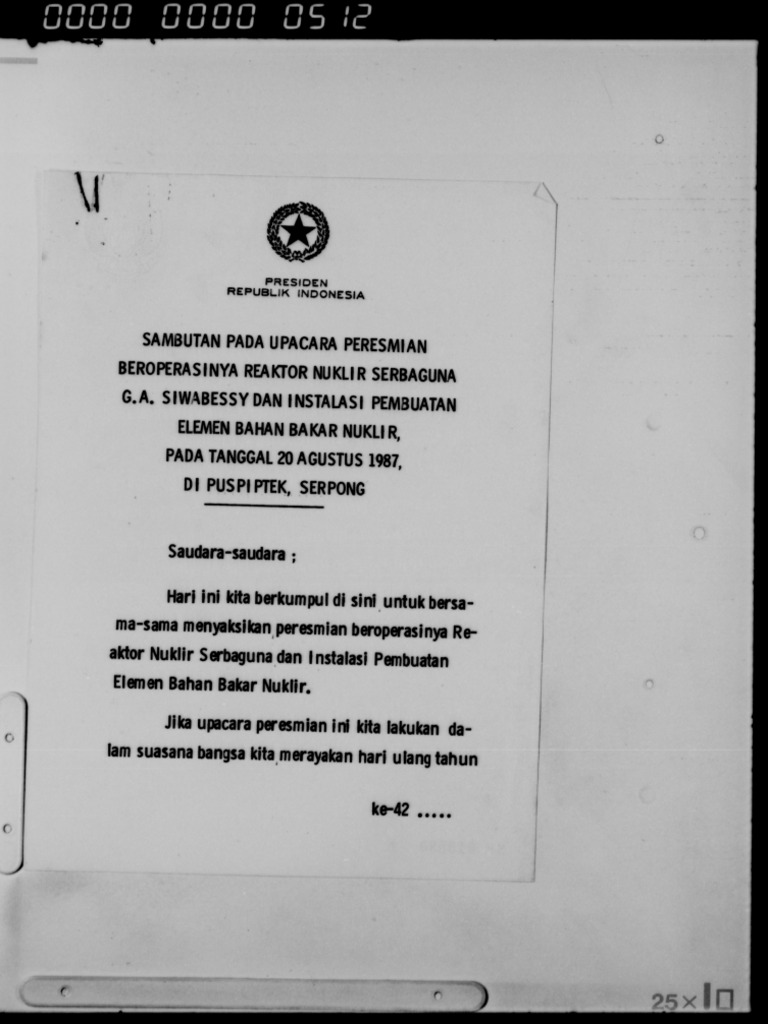 0000 0000 0512
PRESIDEN
REPUBLIK INDONESIA
SAMBUTAN PADA UPACARA PERESMIAN
BEROPERASINYA REAKTOR NUKLIR SERBAGUNA
G.A. SIWABESSY DAN INSTALASI PEMBUATAN
ELEMEN BAHAN BAKAR NUKLIR,
PADA TANGGAL 20 AGUSTUS 1987,
DI PUSPIPTEK, SERPONG
Saudara-saudara ;
Hari ini kita berkumpul di sini untuk bersa-
ma-sama menyaksikan peresmian beroperasinya Re-
aktor Nuklir Serbaguna dan Instalasi Pembuatan
Elemen Bahan Bakar Nuklir.
Jika upacara peresmian ini kita lakukan da-
lam suasana bangsa kita merayakan hari ulang tahun
ke-42 .....
25×